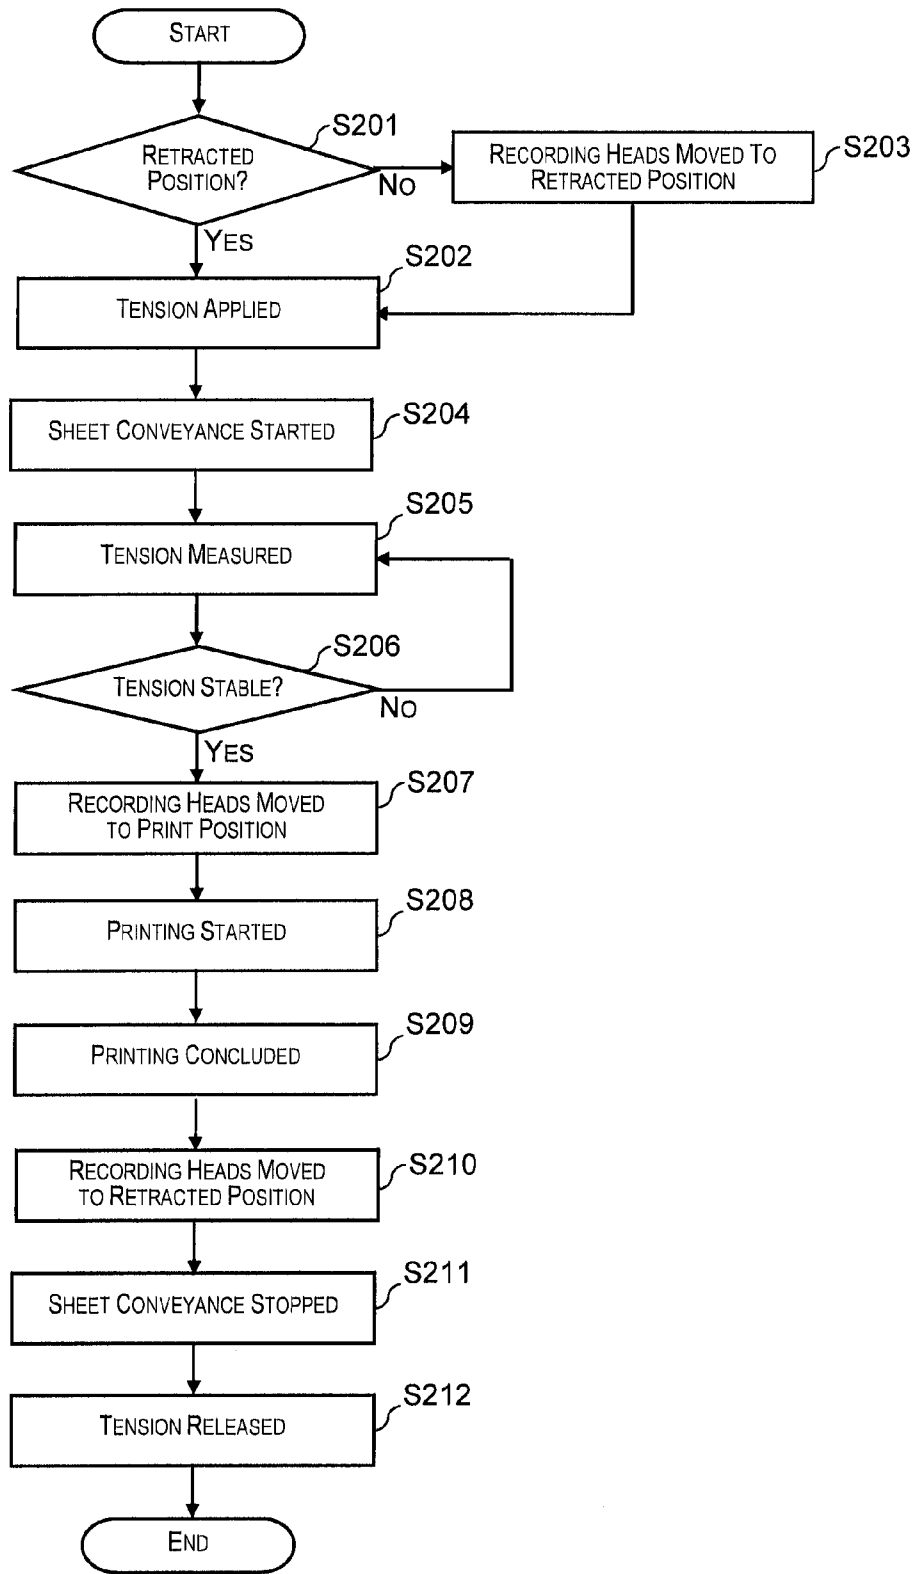 START
S201
RETRACTED
POSITION?
NO
RECORDING HEADS MOVED TO
RETRACTED POSITION
S203
YES
S202
TENSION APPLIED
S204
SHEET CONVEYANCE STARTED
S205
TENSION MEASURED
S206
TENSION STABLE?
NO
YES
S207
RECORDING HEADS MOVED
TO PRINT POSITION
S208
PRINTING STARTED
S209
PRINTING CONCLUDED
S210
RECORDING HEADS MOVED
TO RETRACTED POSITION
S211
SHEET CONVEYANCE STOPPED
S212
TENSION RELEASED
END